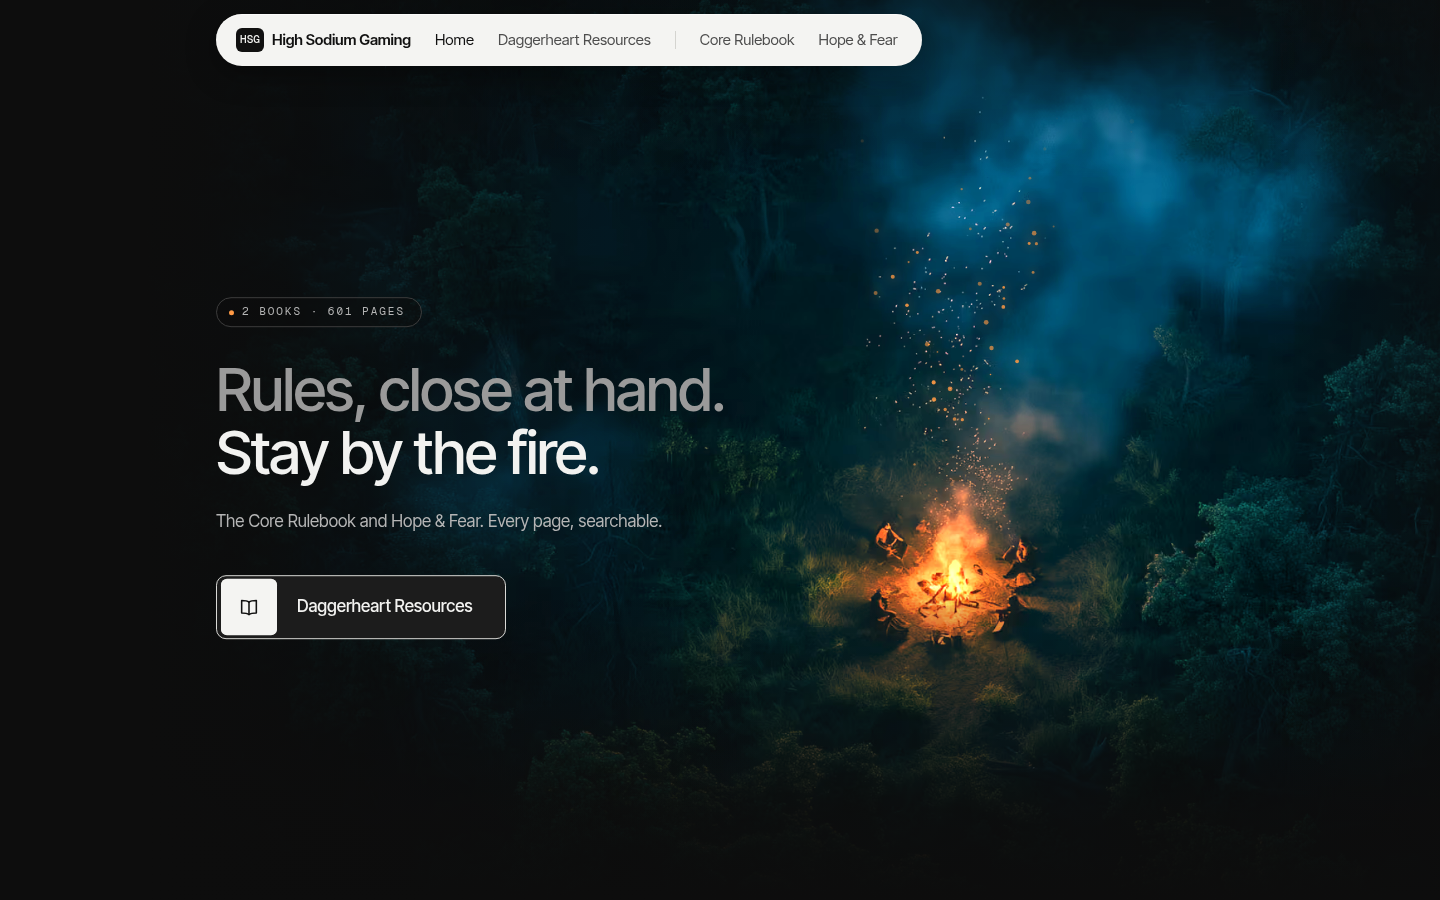 HSG High Sodium Gaming Home Daggerheart Resources Core Rulebook Hope & Fear
2 BOOKS · 601 PAGES
Rules, close at hand.
Stay by the fire.
The Core Rulebook and Hope & Fear. Every page, searchable.
Daggerheart Resources